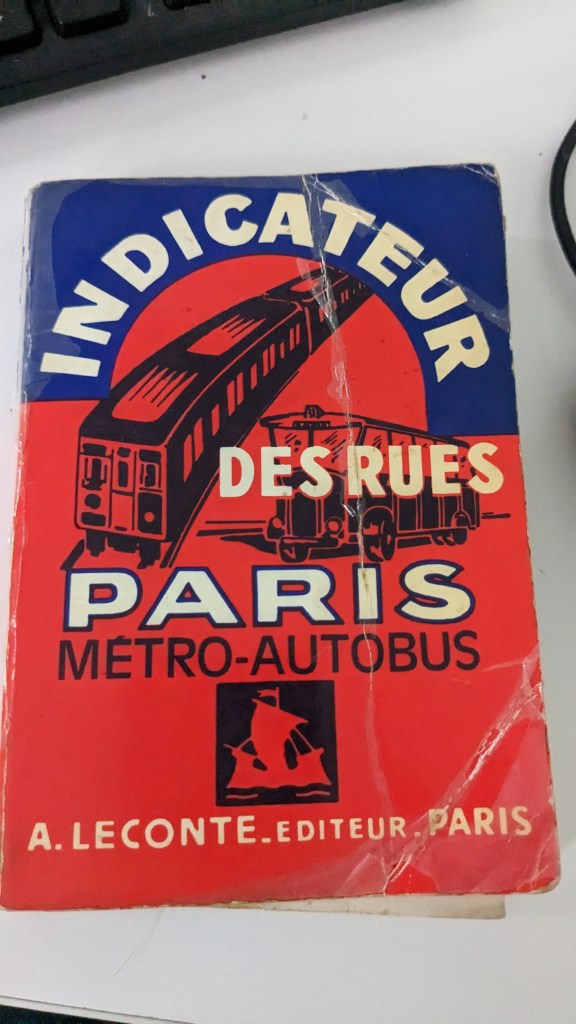 INDICATEUR
DES RUES
PARIS
MÉTRO-AUTOBUS
A. LECONTE-EDITEUR-PARIS